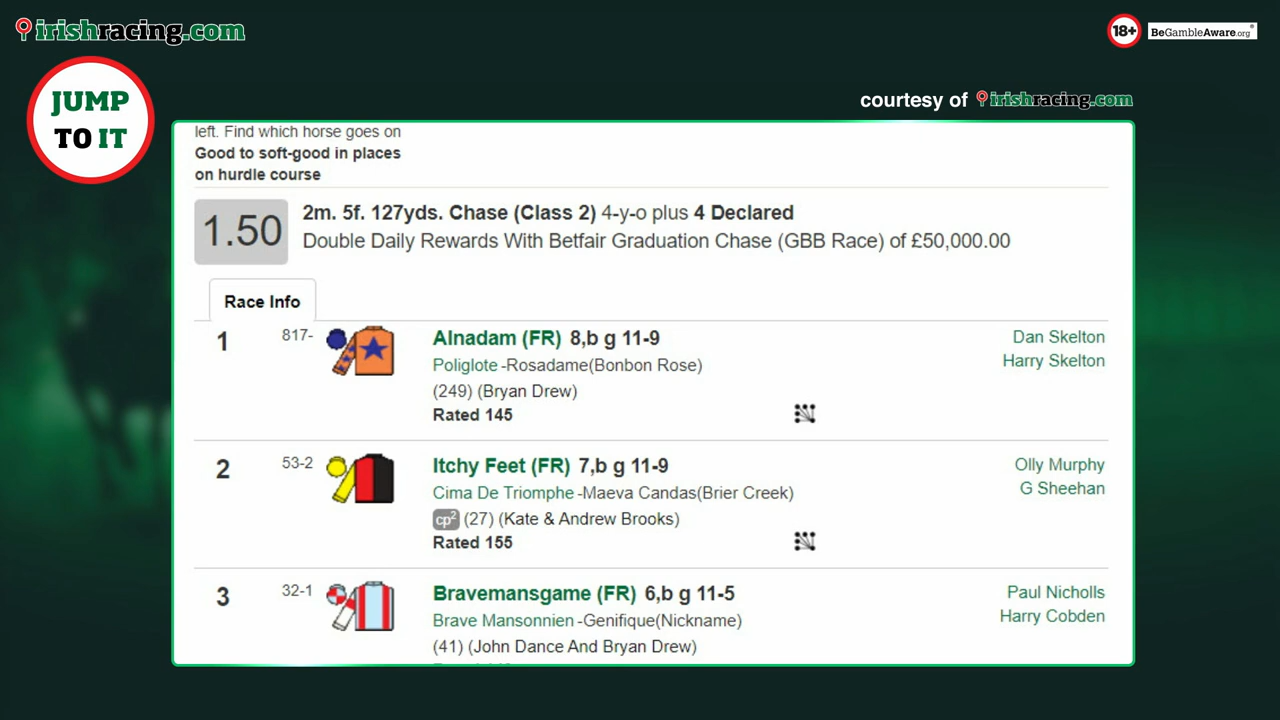 irishracing.com
18+
BeGambleAware.org®
JUMP
TO IT
courtesy of irishracing.com
left. Find which horse goes on
Good to soft-good in places
on hurdle course
1.50
2m. 5f. 127yds. Chase (Class 2) 4-y-o plus 4 Declared
Double Daily Rewards With Betfair Graduation Chase (GBB Race) of £50,000.00
Race Info
1 817- Alnadam (FR) 8,b g 11-9 Dan Skelton
Poliglote -Rosadame(Bonbon Rose) Harry Skelton
(249) (Bryan Drew)
Rated 145
2 53-2 Itchy Feet (FR) 7,b g 11-9 Olly Murphy
Cima De Triomphe -Maeva Candas(Brier Creek) G Sheehan
cp2 (27) (Kate & Andrew Brooks)
Rated 155
3 32-1 Bravemansgame (FR) 6,b g 11-5 Paul Nicholls
Brave Mansonnien -Genifique(Nickname) Harry Cobden
(41) (John Dance And Bryan Drew)